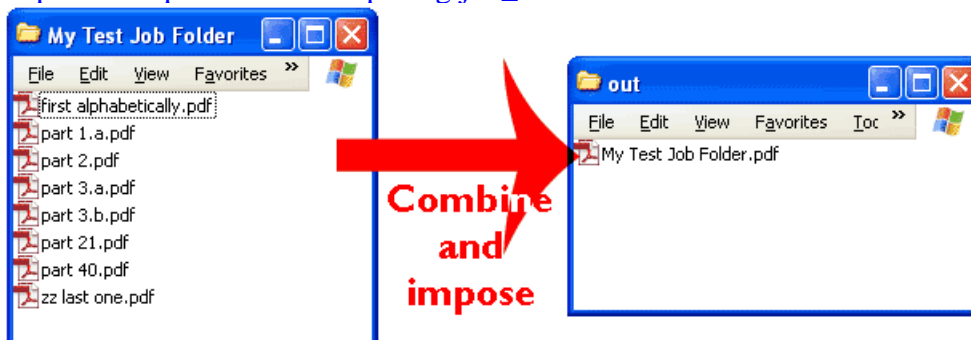 My Test Job Folder
File Edit View Favorites »
first alphabetically.pdf
part 1.a.pdf
part 2.pdf
part 3.a.pdf
part 3.b.pdf
part 21.pdf
part 40.pdf
zz last one.pdf
Combine
and
impose
out
File Edit View Favorites Toc »
My Test Job Folder.pdf